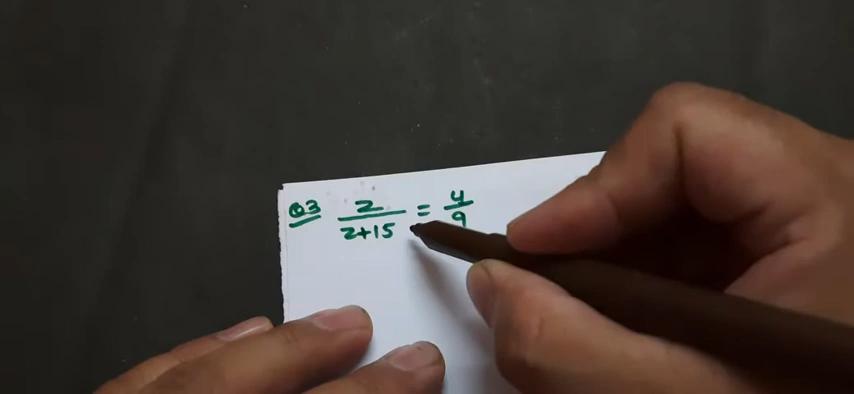 Q3 z/(z+15) = 4/9